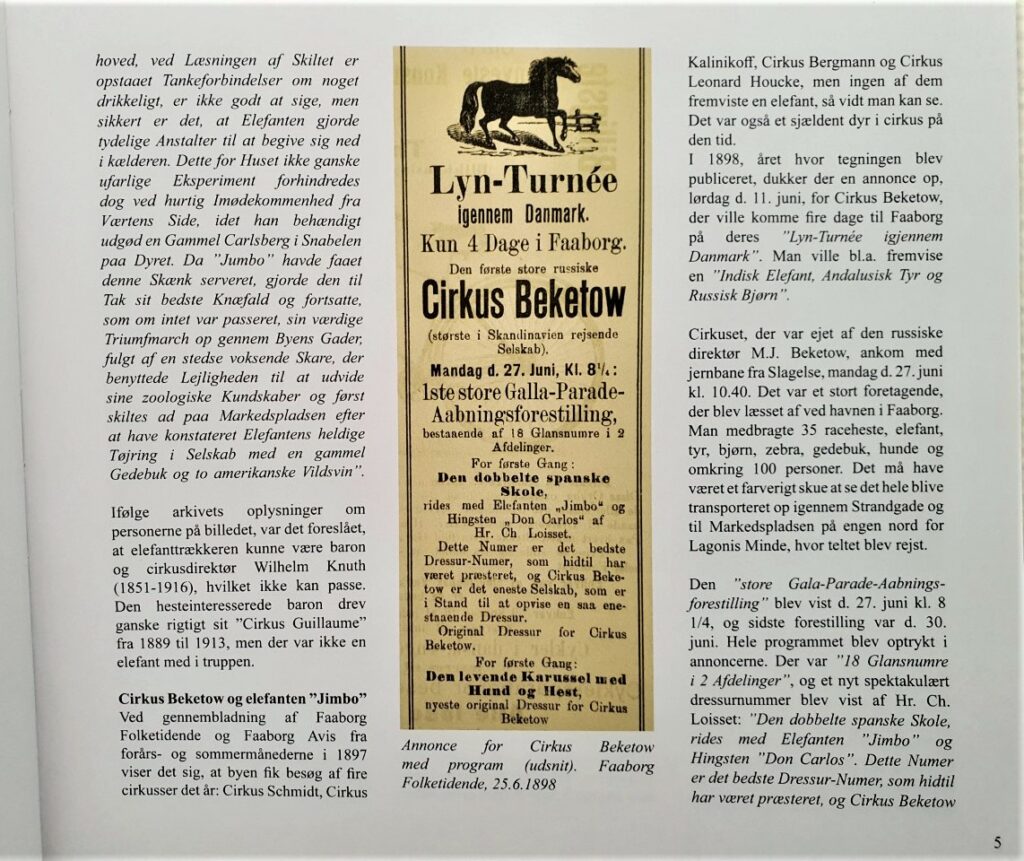 hoved, ved Læsningen af Skiltet er
opstaaet Tankeforbindelser om noget
drikkeligt, er ikke godt at sige, men
sikkert er det, at Elefanten gjorde
tydelige Anstalter til at begive sig ned
i kælderen. Dette for Huset ikke ganske
ufarlige Eksperiment forhindredes
dog ved hurtig Imødekommenhed fra
Værtens Side, idet han behændigt
udgød en Gammel Carlsberg i Snabelen
paa Dyret. Da ”Jumbo” havde faaet
denne Skænk serveret, gjorde den til
Tak sit bedste Knæfald og fortsatte,
som om intet var passeret, sin værdige
Triumfmarch op gennem Byens Gader,
fulgt af en stedse voksende Skare, der
benyttede Lejligheden til at udvide
sine zoologiske Kundskaber og først
skiltes ad paa Markedspladsen efter
at have konstateret Elefantens heldige
Tøjring i Selskab med en gammel
Gedebuk og to amerikanske Vildsvin”.
Ifølge arkivets oplysninger om
personerne på billedet, var det foreslået,
at elefanttrækkeren kunne være baron
og cirkusdirektør Wilhelm Knuth
(1851-1916), hvilket ikke kan passe.
Den hesteinteresserede baron drev
ganske rigtigt sit ”Cirkus Guillaume”
fra 1889 til 1913, men der var ikke en
elefant med i truppen.
Cirkus Beketow og elefanten ”Jimbo”
Ved gennembladning af Faaborg
Folketidende og Faaborg Avis fra
forårs- og sommermånederne i 1897
viser det sig, at byen fik besøg af fire
cirkusser det år: Cirkus Schmidt, Cirkus
Lyn-Turnée
igennem Danmark.
Kun 4 Dage i Faaborg.
Den første store russiske
Cirkus Beketow
(største i Skandinavien rejsende
Selskab).
Mandag d. 27. Juni, Kl. 8¼:
1ste store Galla-Parade-
Aabningsforestilling,
bestaaende af 18 Glansnumre i 2
Afdelinger.
For første Gang:
Den dobbelte spanske
Skole,
rides med Elefanten „Jimbo“ og
Hingsten „Don Carlos“ af
Hr. Ch. Loisset.
Dette Numer er det bedste
Dressur-Numer, som hidtil har
været præsteret, og Cirkus Beke-
tow er det eneste Selskab, som er
i Stand til at oprise en saa ene-
staaende Dressur.
Original Dressur for Cirkus
Beketow.
For første Gang:
Den levende Karussel med
Hund og Hest,
nyeste original Dressur for Cirkus
Beketow
Annonce for Cirkus Beketow
med program (udsnit). Faaborg
Folketidende, 25.6.1898
Kalinikoff, Cirkus Bergmann og Cirkus
Leonard Houcke, men ingen af dem
fremviste en elefant, så vidt man kan se.
Det var også et sjældent dyr i cirkus på
den tid.
I 1898, året hvor tegningen blev
publiceret, dukker der en annonce op,
lørdag d. 11. juni, for Cirkus Beketow,
der ville komme fire dage til Faaborg
på deres ”Lyn-Turnée igjennem
Danmark”. Man ville bl.a. fremvise
en ”Indisk Elefant, Andalusisk Tyr og
Russisk Bjørn”.
Cirkuset, der var ejet af den russiske
direktør M.J. Beketow, ankom med
jernbane fra Slagelse, mandag d. 27. juni
kl. 10.40. Det var et stort foretagende,
der blev læsset af ved havnen i Faaborg.
Man medbragte 35 raceheste, elefant,
tyr, bjørn, zebra, gedebuk, hunde og
omkring 100 personer. Det må have
været et farverigt skue at se det hele blive
transporteret op igennem Strandgade og
til Markedspladsen på engen nord for
Lagonis Minde, hvor teltet blev rejst.
Den ”store Gala-Parade-Aabnings-
forestilling” blev vist d. 27. juni kl. 8
1/4, og sidste forestilling var d. 30.
juni. Hele programmet blev optrykt i
annoncerne. Der var ”18 Glansnumre
i 2 Afdelinger”, og et nyt spektakulært
dressurnummer blev vist af Hr. Ch.
Loisset: ”Den dobbelte spanske Skole,
rides med Elefanten ”Jimbo” og
Hingsten ”Don Carlos”. Dette Numer
er det bedste Dressur-Numer, som hidtil
har været præsteret, og Cirkus Beketow
5